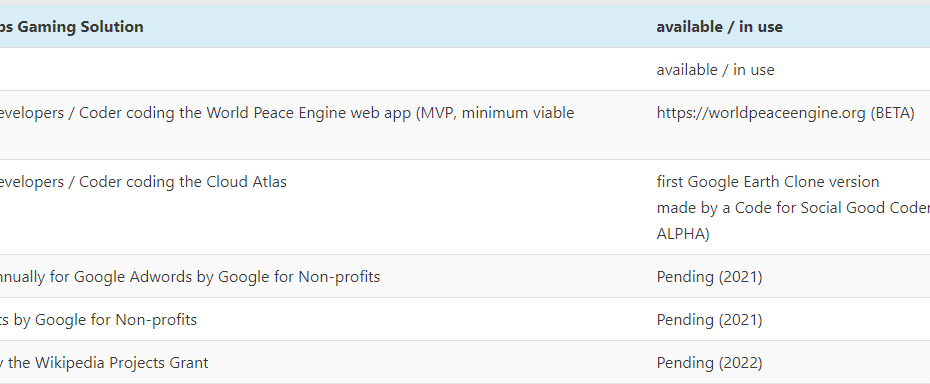 ps Gaming Solution available / in use
available / in use
evelopers / Coder coding the World Peace Engine web app (MVP, minimum viable https://worldpeaceengine.org (BETA)
evelopers / Coder coding the Cloud Atlas first Google Earth Clone version
made by a Code for Social Good Coder
ALPHA)
nnually for Google Adwords by Google for Non-profits Pending (2021)
ts by Google for Non-profits Pending (2021)
y the Wikipedia Projects Grant Pending (2022)